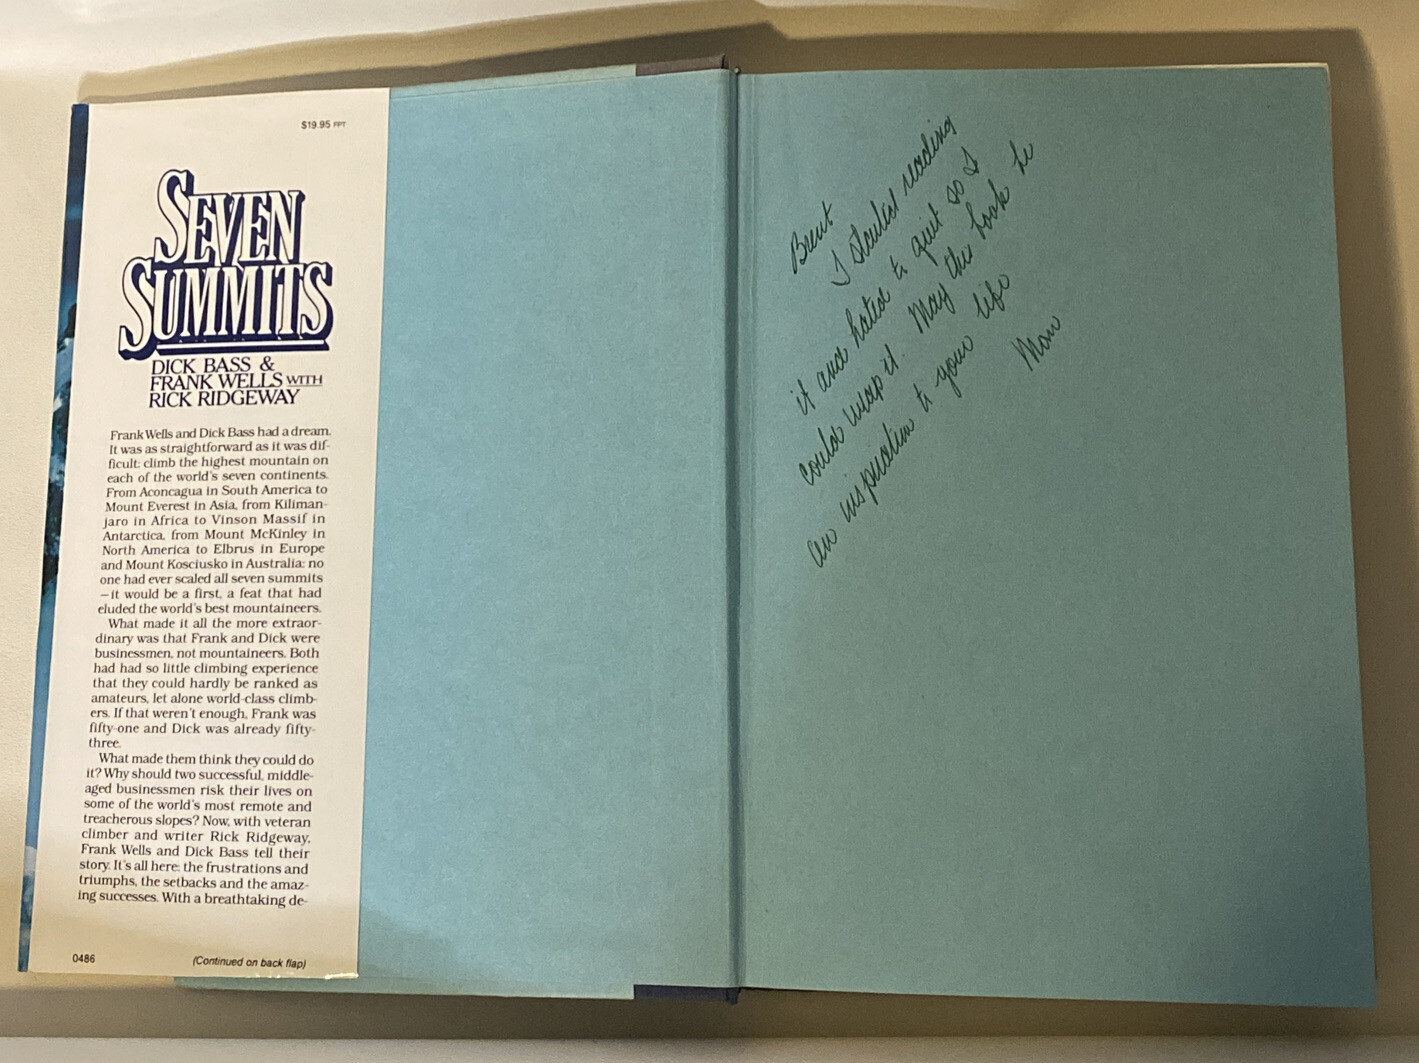 $19.95 FPT
SEVEN
SUMMITS
DICK BASS &
FRANK WELLS WITH
RICK RIDGEWAY
Frank Wells and Dick Bass had a dream.
It was as straightforward as it was dif-
ficult: climb the highest mountain on
each of the world's seven continents.
From Aconcagua in South America to
Mount Everest in Asia, from Kiliman-
jaro in Africa to Vinson Massif in
Antarctica, from Mount McKinley in
North America to Elbrus in Europe
and Mount Kosciusko in Australia: no
one had ever scaled all seven summits
—it would be a first, a feat that had
eluded the world's best mountaineers.
What made it all the more extraor-
dinary was that Frank and Dick were
businessmen, not mountaineers. Both
had had so little climbing experience
that they could hardly be ranked as
amateurs, let alone world-class climb-
ers. If that weren't enough, Frank was
fifty-one and Dick was already fifty-
three.
What made them think they could do
it? Why should two successful, middle-
aged businessmen risk their lives on
some of the world's most remote and
treacherous slopes? Now, with veteran
climber and writer Rick Ridgeway,
Frank Wells and Dick Bass tell their
story. It's all here: the frustrations and
triumphs, the setbacks and the amaz-
ing successes. With a breathtaking de-
0486
(Continued on back flap)
Brent
I started reading
it and hated to quit so I
could wrap it. May this book be
an inspiration to your life
Mom